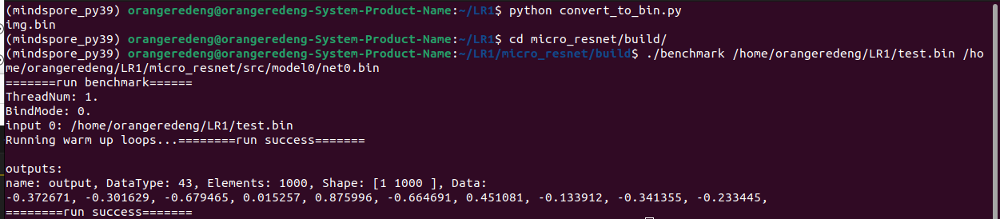 (mindspore_py39) orangeredeng@orangeredeng-System-Product-Name:~/LR1$ python convert_to_bin.py
img.bin
(mindspore_py39) orangeredeng@orangeredeng-System-Product-Name:~/LR1$ cd micro_resnet/build/
(mindspore_py39) orangeredeng@orangeredeng-System-Product-Name:~/LR1/micro_resnet/build$ ./benchmark /home/orangeredeng/LR1/test.bin /ho
me/orangeredeng/LR1/micro_resnet/src/model0/net0.bin
=======run benchmark======
ThreadNum: 1.
BindMode: 0.
input 0: /home/orangeredeng/LR1/test.bin
Running warm up loops...========run success=======
outputs:
name: output, DataType: 43, Elements: 1000, Shape: [1 1000 ], Data:
-0.372671, -0.301629, -0.679465, 0.015257, 0.875996, -0.664691, 0.451081, -0.133912, -0.341355, -0.233445,
========run success=======